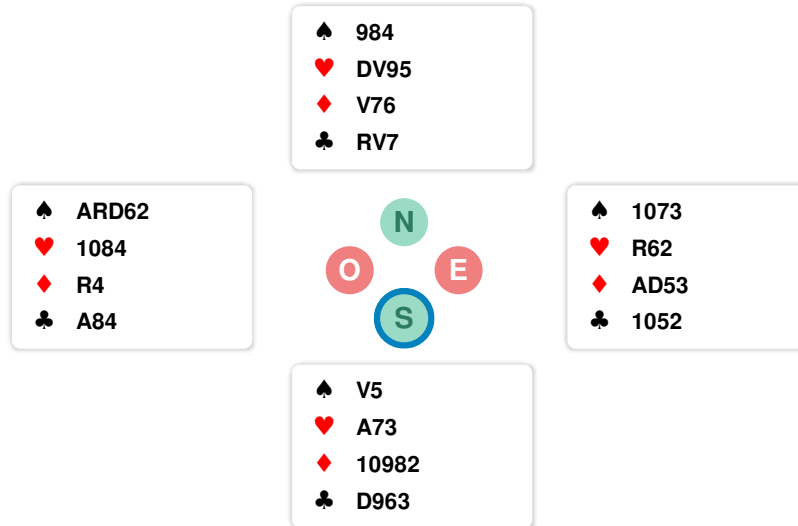 ♠ 984
♥ DV95
♦ V76
♣ RV7
♠ ARD62
♥ 1084
♦ R4
♣ A84
N
O E
S
♠ 1073
♥ R62
♦ AD53
♣ 1052
♠ V5
♥ A73
♦ 10982
♣ D963